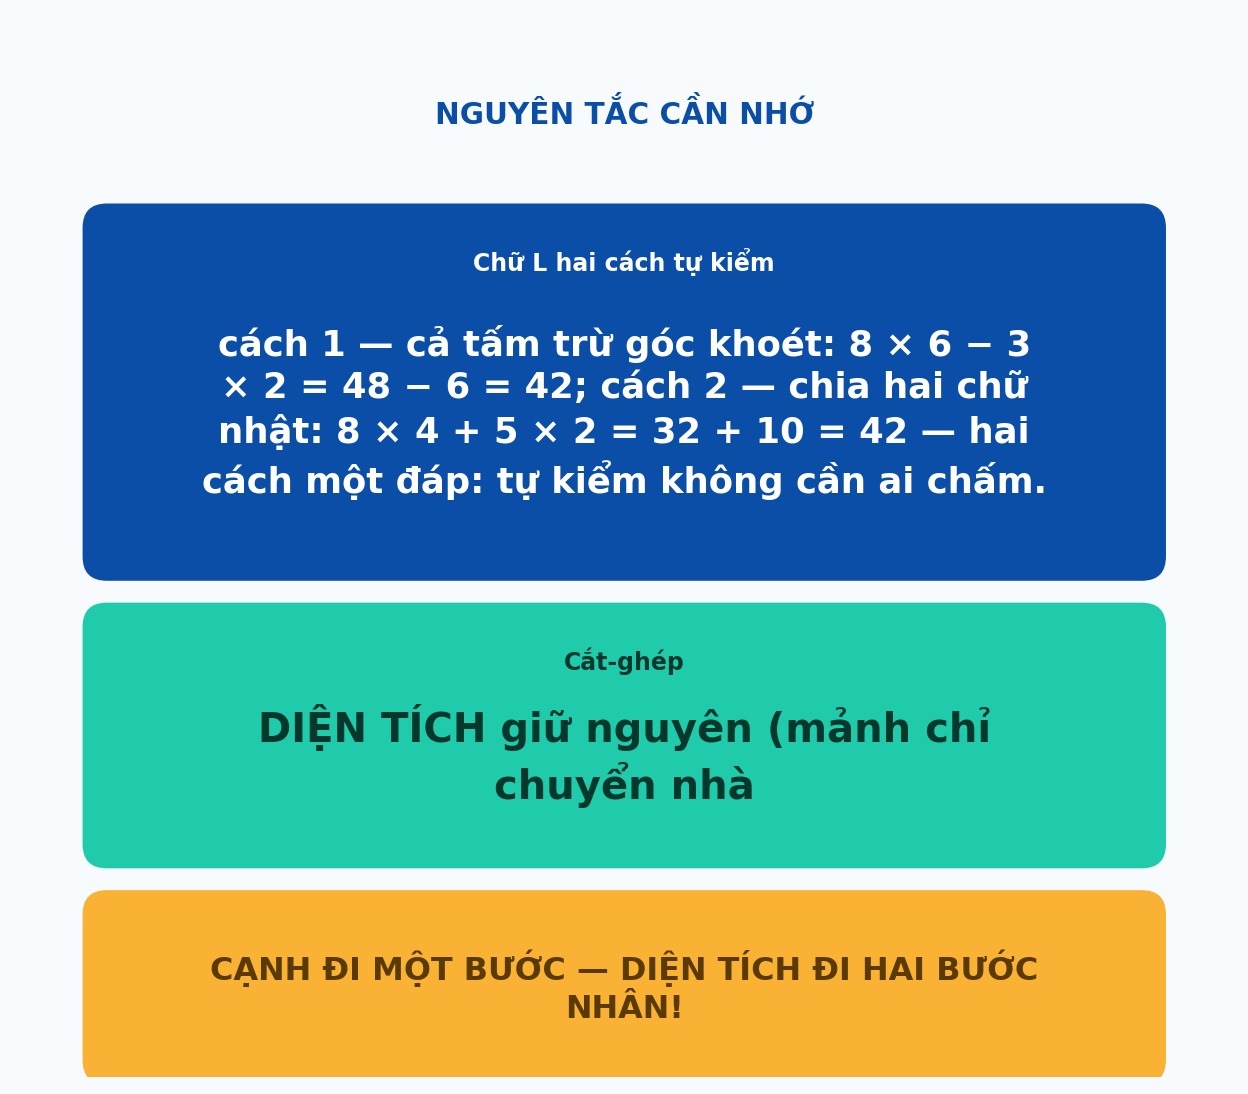 NGUYÊN TẮC CẦN NHỚ
Chữ L hai cách tự kiểm
cách 1 — cả tấm trừ góc khoét: 8 × 6 − 3
× 2 = 48 − 6 = 42; cách 2 — chia hai chữ
nhật: 8 × 4 + 5 × 2 = 32 + 10 = 42 — hai
cách một đáp: tự kiểm không cần ai chấm.
Cắt-ghép
DIỆN TÍCH giữ nguyên (mảnh chỉ
chuyển nhà
CẠNH ĐI MỘT BƯỚC — DIỆN TÍCH ĐI HAI BƯỚC
NHÂN!